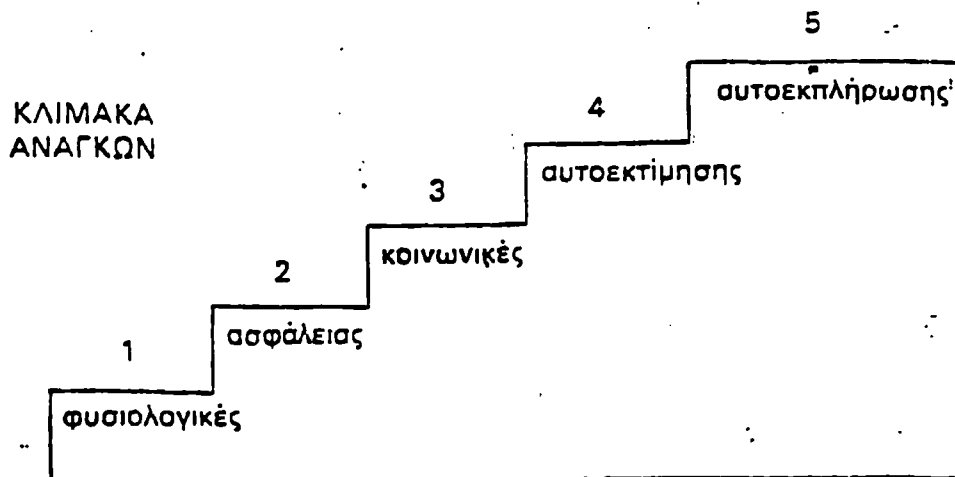 5
αυτοεκπλήρωσης
ΚΛΙΜΑΚΑ
ΑΝΑΓΚΩΝ
4
αυτοεκτίμησης
3
κοινωνικές
2
ασφάλειας
1
φυσιολογικές